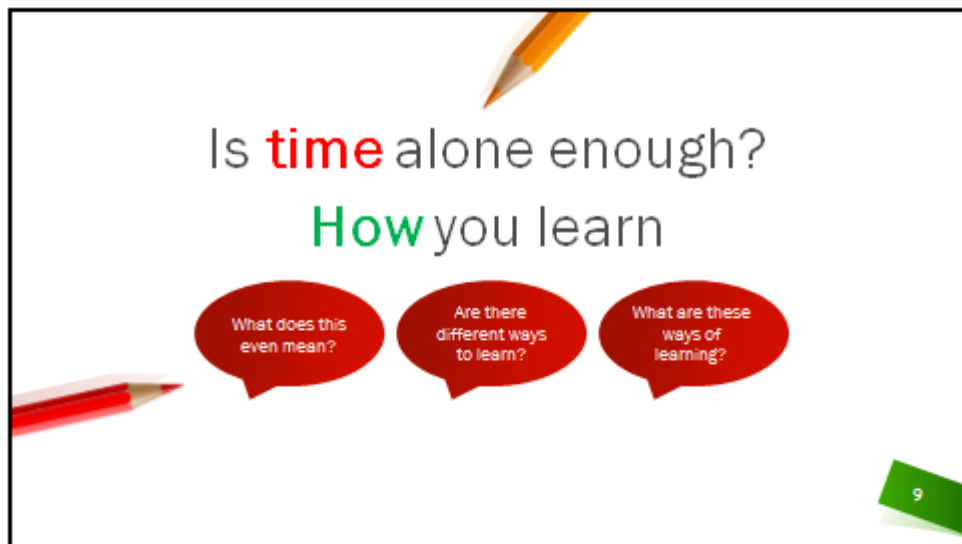 Is time alone enough?
How you learn
What does this
even mean?
Are there
different ways
to learn?
What are these
ways of
learning?
9